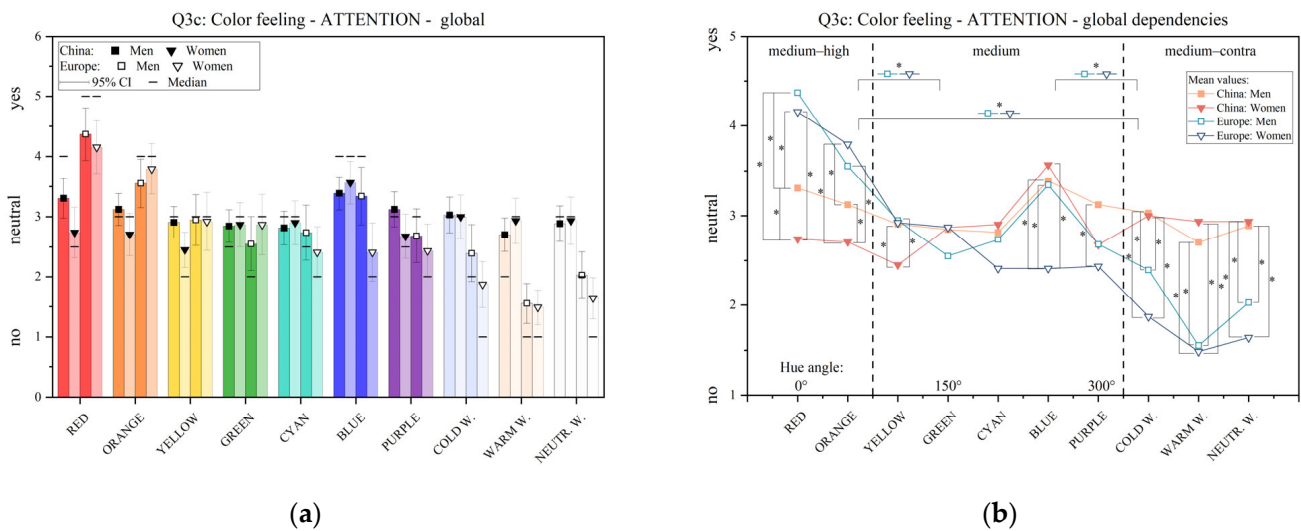 Q3c: Color feeling - ATTENTION - global
6
5
4
3
2
1
0
yes
neutral
no
China: Men Women
Europe: Men Women
95% CI Median
RED
ORANGE
YELLOW
GREEN
CYAN
BLUE
PURPLE
COLD W.
WARM W.
NEUTR. W.
(a)
Q3c: Color feeling - ATTENTION - global dependencies
5
4
3
2
1
yes
neutral
no
medium–high medium medium–contra
Mean values:
China: Men
China: Women
Europe: Men
Europe: Women
Hue angle:
0° 150° 300°
RED
ORANGE
YELLOW
GREEN
CYAN
BLUE
PURPLE
COLD W.
WARM W.
NEUTR. W.
(b)